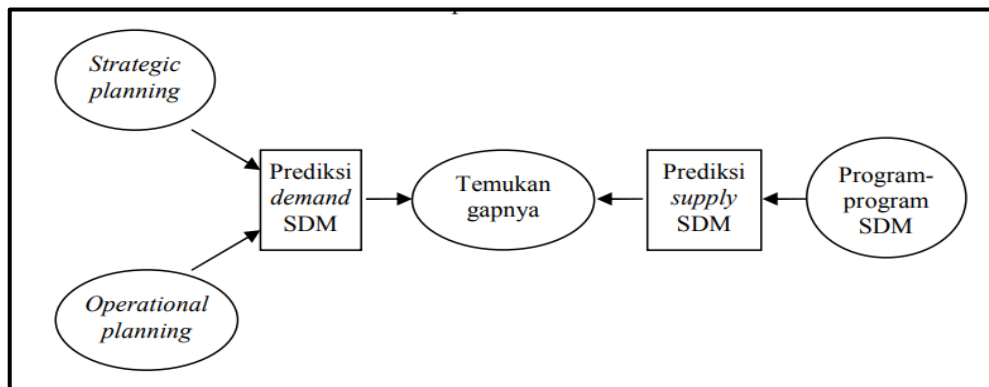 Strategic
planning
Prediksi
demand
SDM
Temukan
gapnya
Prediksi
supply
SDM
Program-
program
SDM
Operational
planning